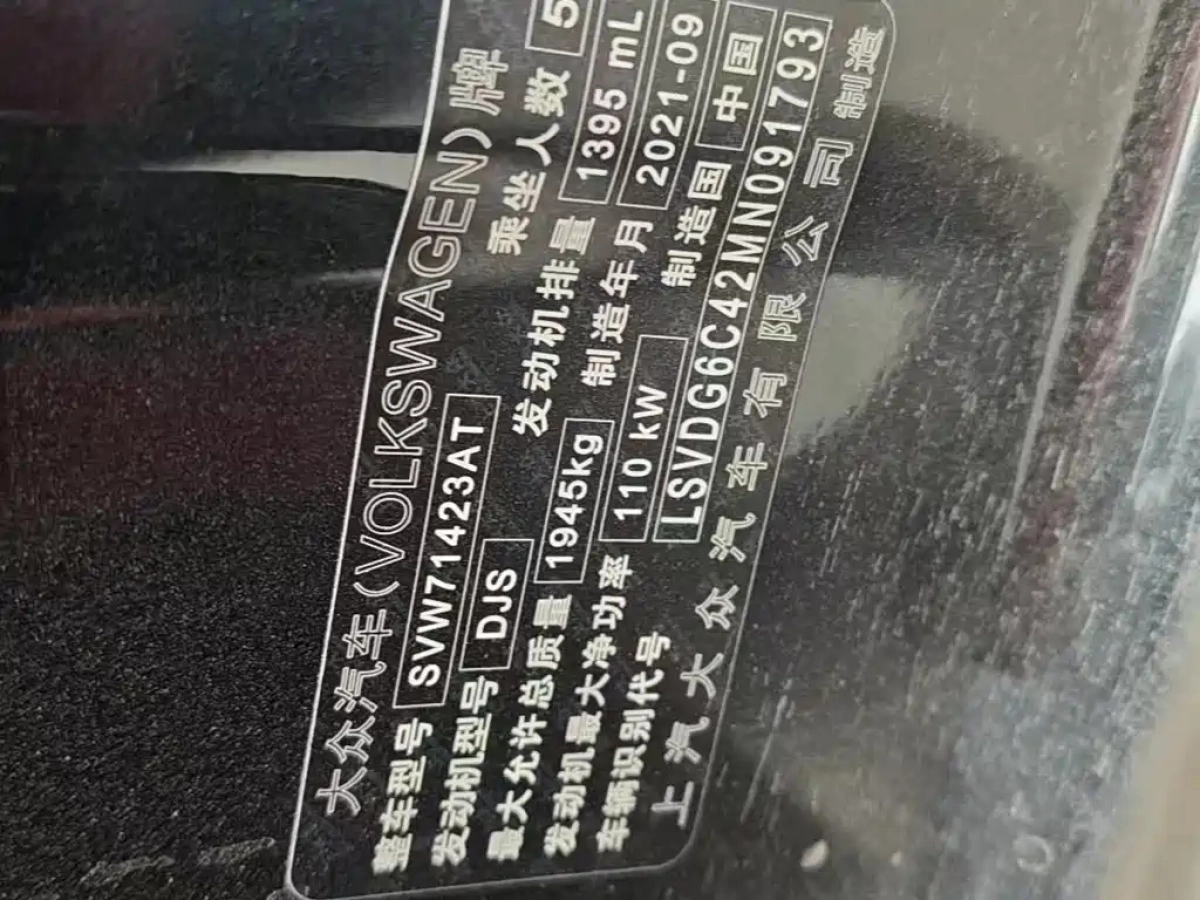 大众汽车(VOLKSWAGEN)牌
整车型号 SVW71423AT 乘坐人数 5
发动机型号 DJS 发动机排量 1395 mL
最大允许总质量 1945kg 制造年月 2021-09
发动机最大净功率 110 kW 制造国 中国
车辆识别代号 LSVDG6C42MN091793
上汽大众汽车有限公司制造